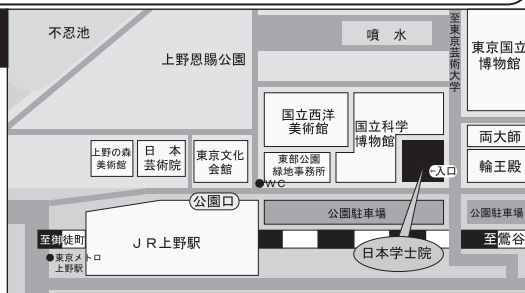 不忍池
上野恩賜公園
噴水
至東京芸術大学
東京国立
博物館
国立西洋
美術館
国立科学
博物館
両大師
上野の森
美術館
日本
芸術院
東京文化
会館
東部公園
緑地事務所
←入口
輪王殿
WC
公園口
公園駐車場
公園駐車場
至御徒町
JR上野駅
至鶯谷
日本学士院
東京メトロ
上野駅